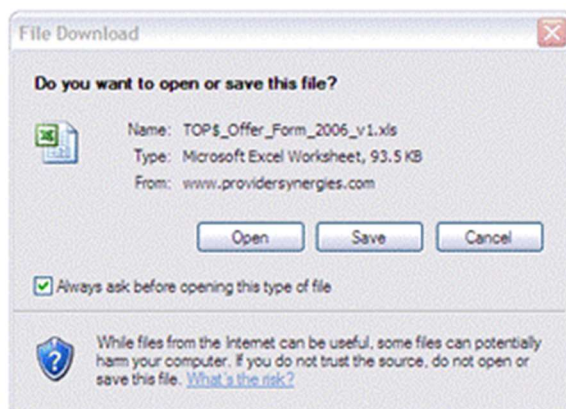 File Download
Do you want to open or save this file?
Name: TOP$_Offer_Form_2006_v1.xls
Type: Microsoft Excel Worksheet, 93.5 KB
From: www.providersynergies.com
Open Save Cancel
Always ask before opening this type of file
While files from the Internet can be useful, some files can potentially
harm your computer. If you do not trust the source, do not open or
save this file. What's the risk?